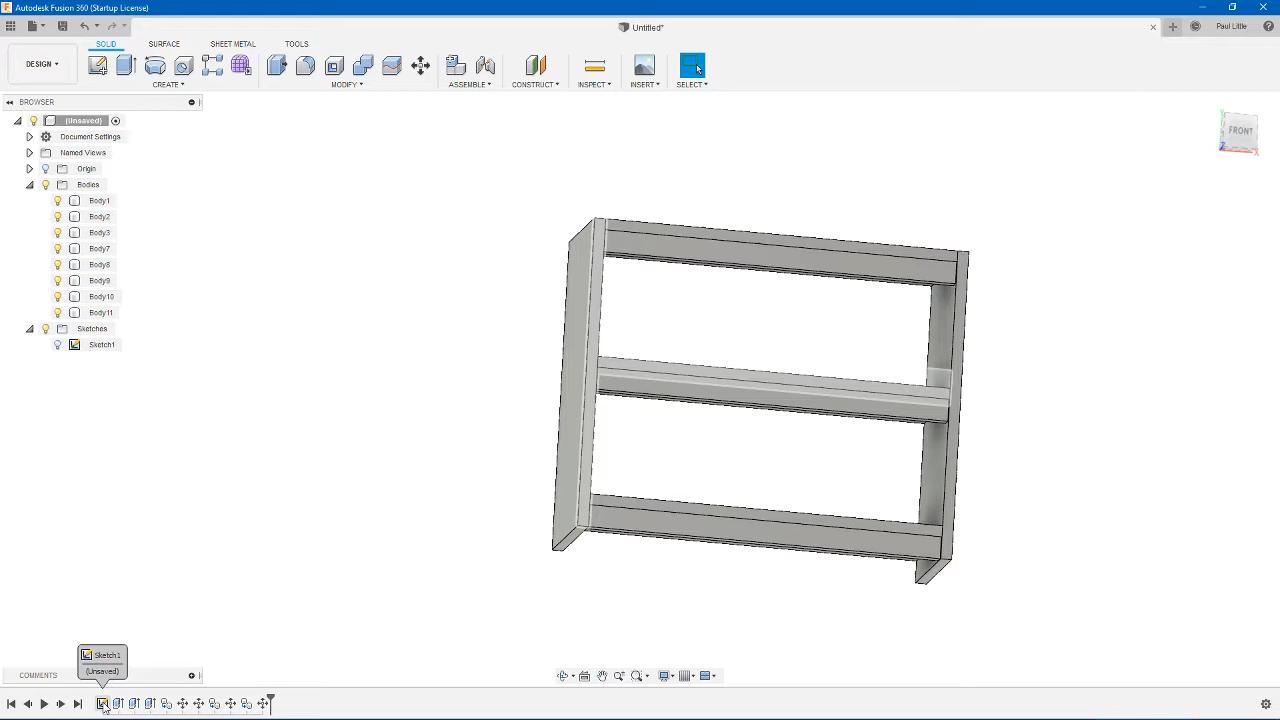 Autodesk Fusion 360 (Startup License)
Untitled*
Paul Little
SOLID SURFACE SHEET METAL TOOLS
DESIGN
CREATE MODIFY ASSEMBLE CONSTRUCT INSPECT INSERT SELECT
BROWSER
(Unsaved)
Document Settings
Named Views
Origin
Bodies
Body1
Body2
Body3
Body7
Body8
Body9
Body10
Body11
Sketches
Sketch1
FRONT
Y
Z
X
Sketch1
(Unsaved)
COMMENTS